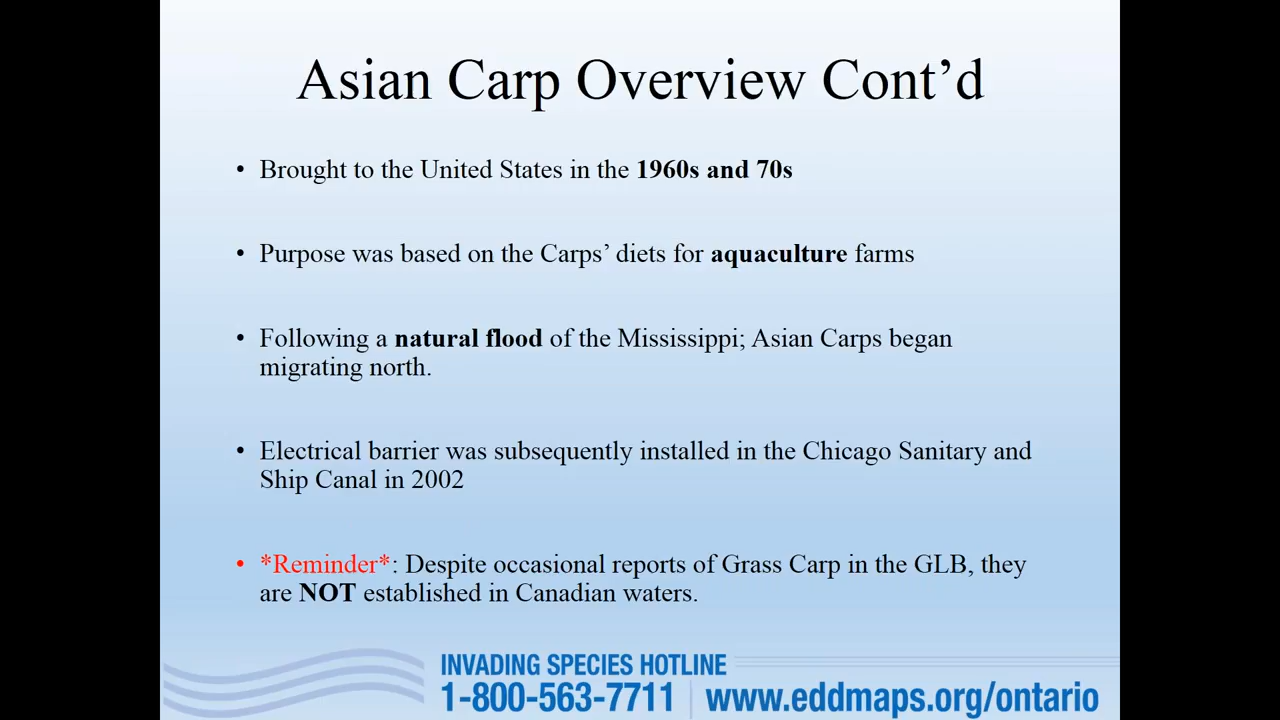 Asian Carp Overview Cont’d
• Brought to the United States in the 1960s and 70s
• Purpose was based on the Carps’ diets for aquaculture farms
• Following a natural flood of the Mississippi; Asian Carps began
migrating north.
• Electrical barrier was subsequently installed in the Chicago Sanitary and
Ship Canal in 2002
• *Reminder*: Despite occasional reports of Grass Carp in the GLB, they
are NOT established in Canadian waters.
INVADING SPECIES HOTLINE
1-800-563-7711 | www.eddmaps.org/ontario